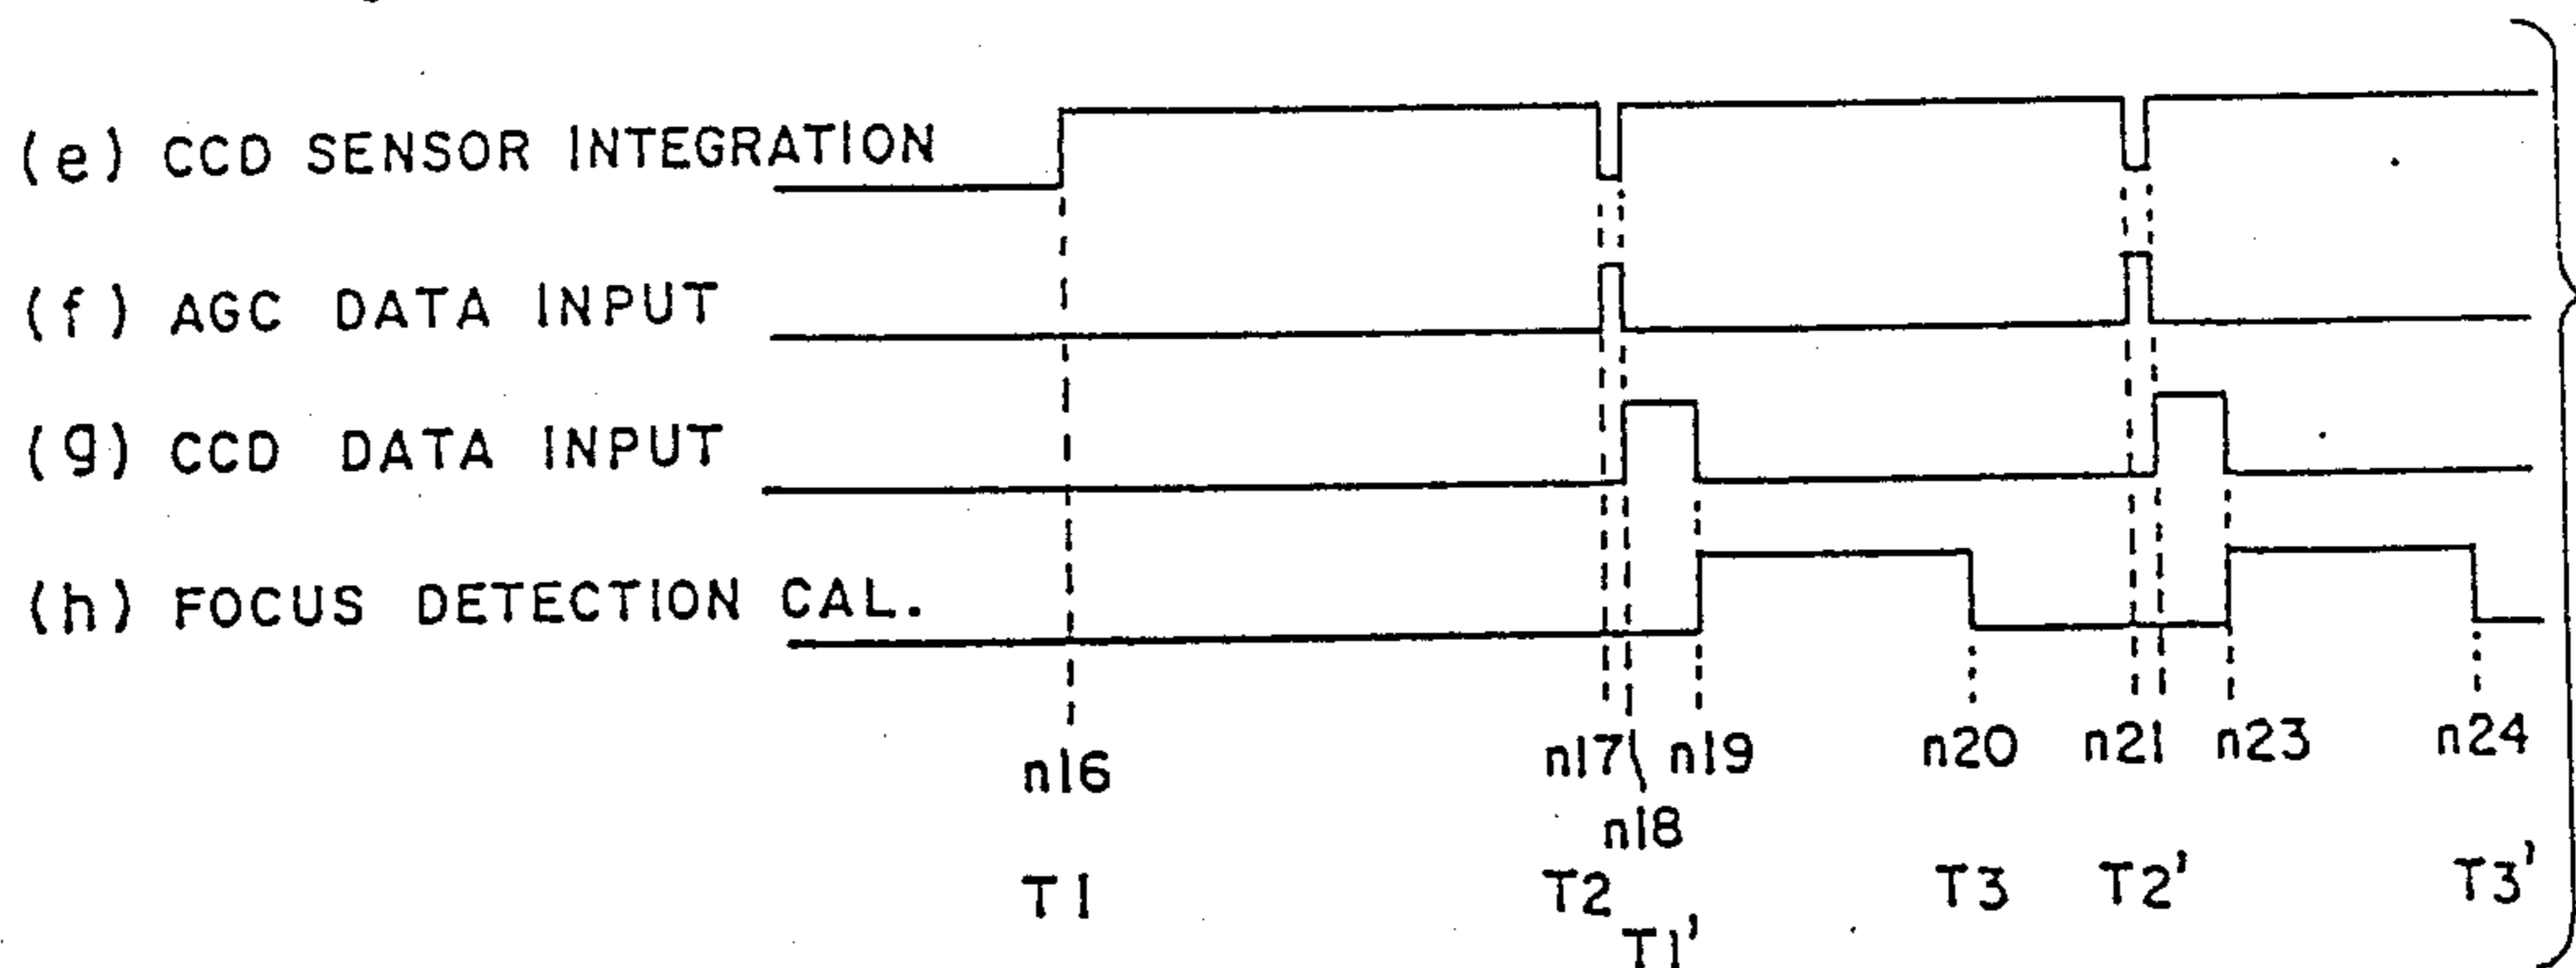 (e) CCD SENSOR INTEGRATION
(f) AGC DATA INPUT
(g) CCD DATA INPUT
(h) FOCUS DETECTION CAL.
n16 n17 n19 n20 n21 n23 n24
n18
T1 T2 T3 T2' T3'
T1'